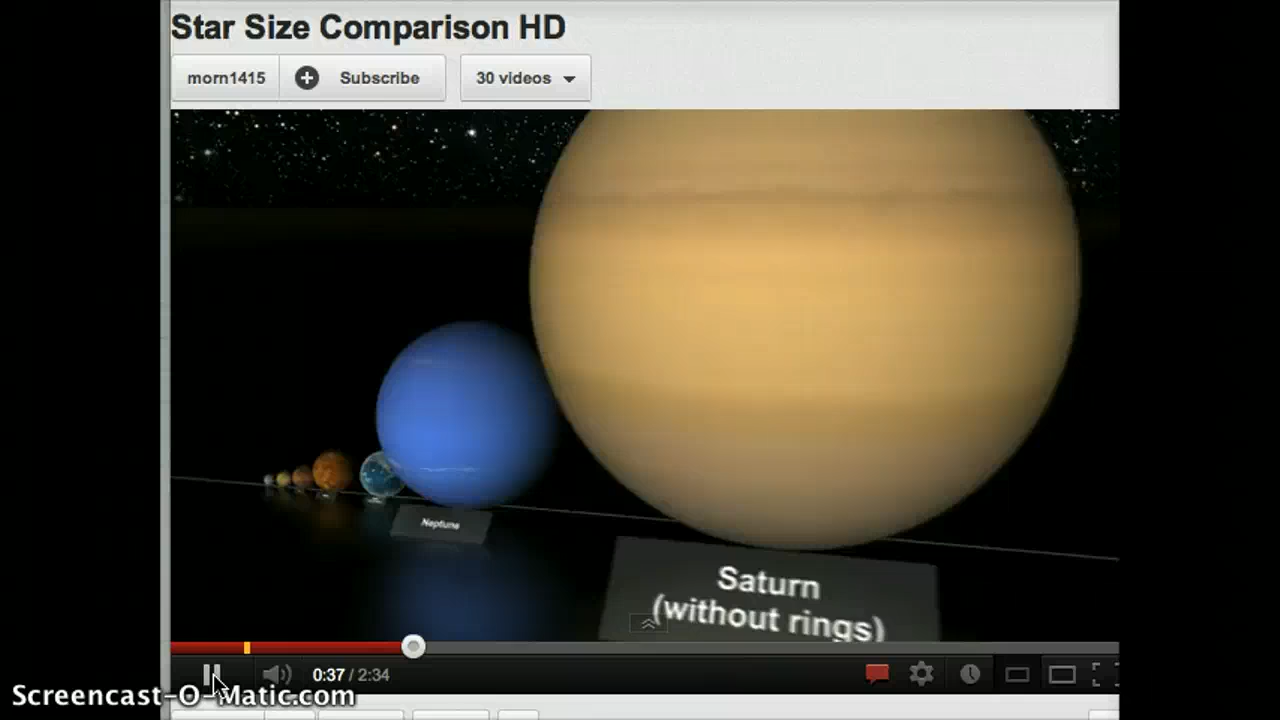 Star Size Comparison HD
morn1415
Subscribe
30 videos
Neptune
Saturn
(without rings)
0:37 / 2:34
Screencast-O-Matic.com